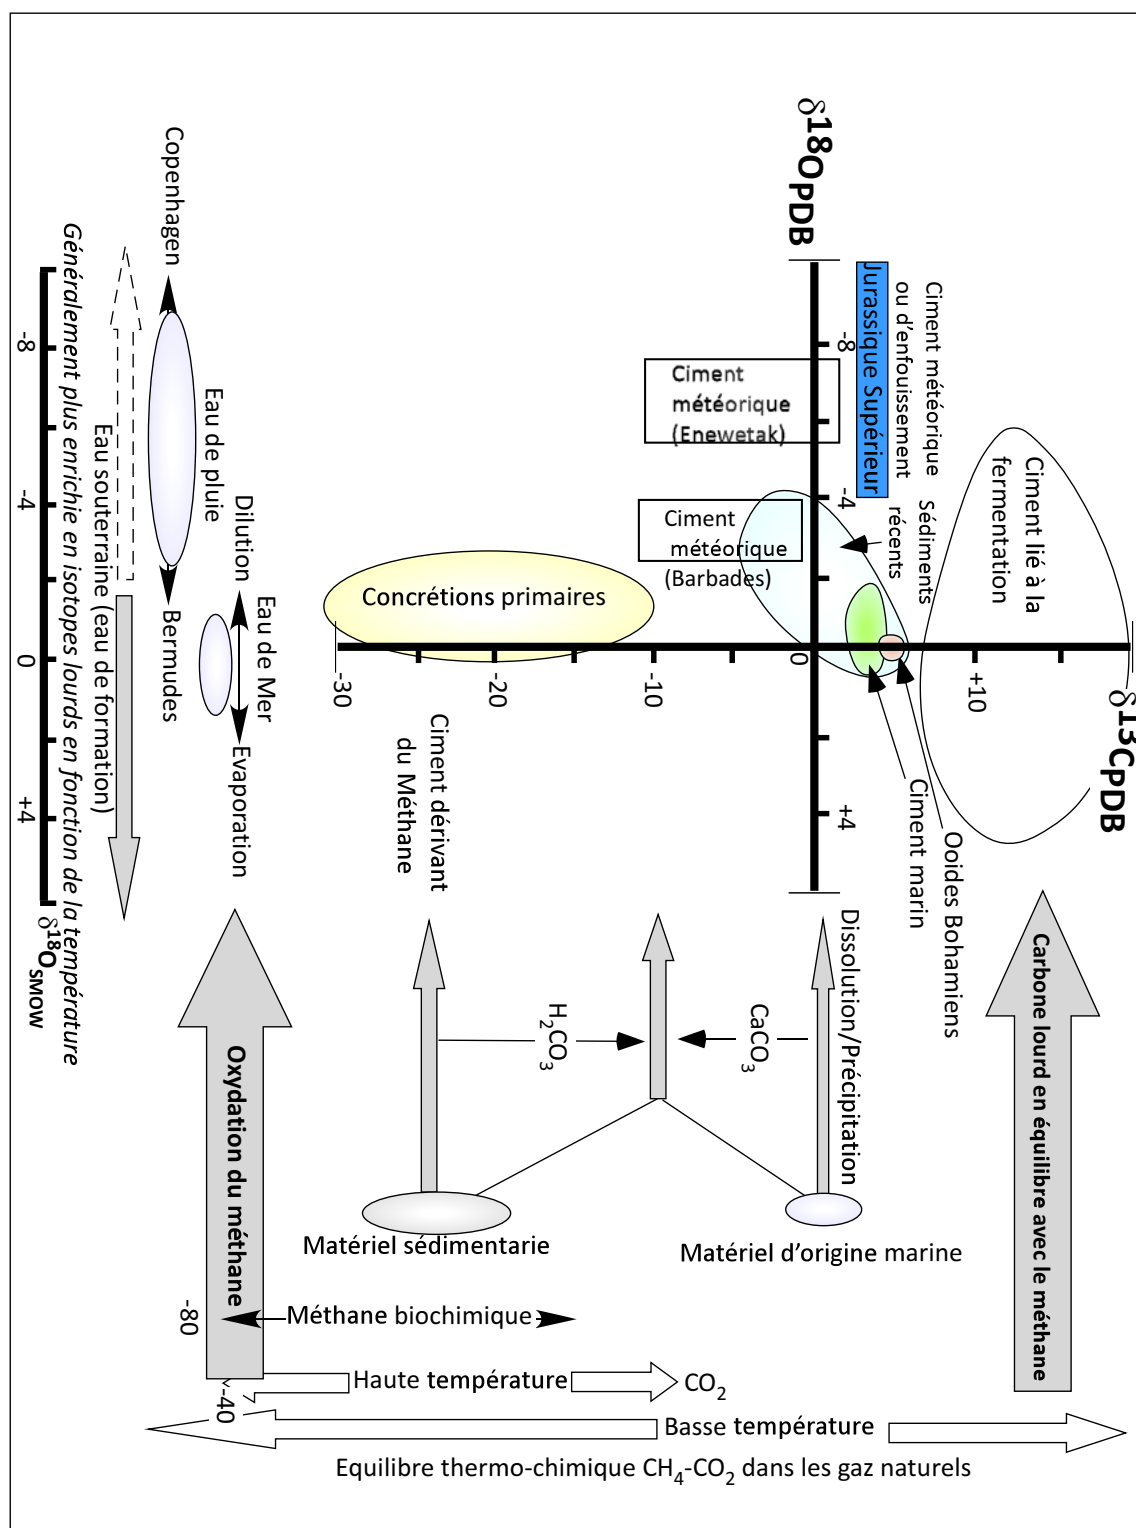 δ18OPDB
Copenhagen
Généralement plus enrichie en isotopes lourds en fonction de la température
Eau souterraine (eau de formation)
Eau de pluie
Bermudes
Dilution
Eau de Mer
Evaporation
-8
-4
0
+4
δ18OSMOW
Ciment météorique
ou d'enfouissement
Jurassique Supérieur
-8
-4
0
+4
Ciment
météorique
(Enewetak)
Ciment
météorique
(Barbades)
Sédiments
récents
Ciment lié à la
fermentation
Concrétions primaires
-30
-20
-10
+10
δ13CPDB
Ciment marin
Ooides Bohamiens
Ciment dérivant
du Méthane
Dissolution/Précipitation
H2CO3
CaCO3
Carbone lourd en équilibre avec le méthane
Oxydation du méthane
Matériel sédimentarie
Matériel d'origine marine
-80
Méthane biochimique
Haute température
CO2
-40
Basse température
Equilibre thermo-chimique CH4-CO2 dans les gaz naturels